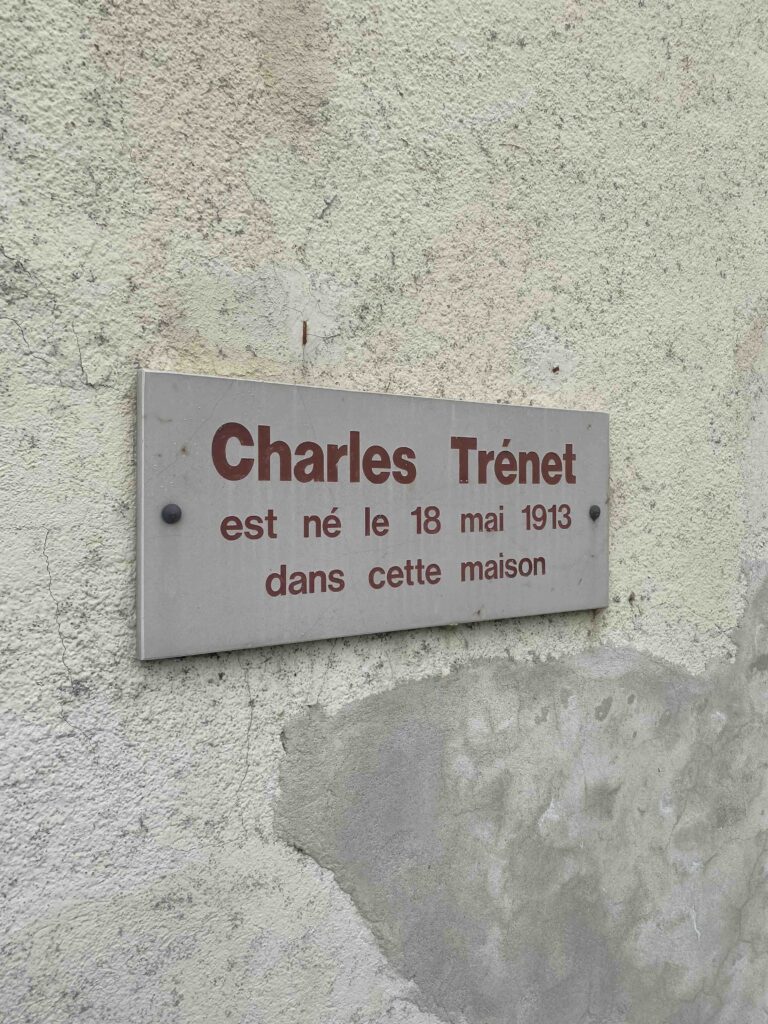 Charles Trénet
est né le 18 mai 1913
dans cette maison